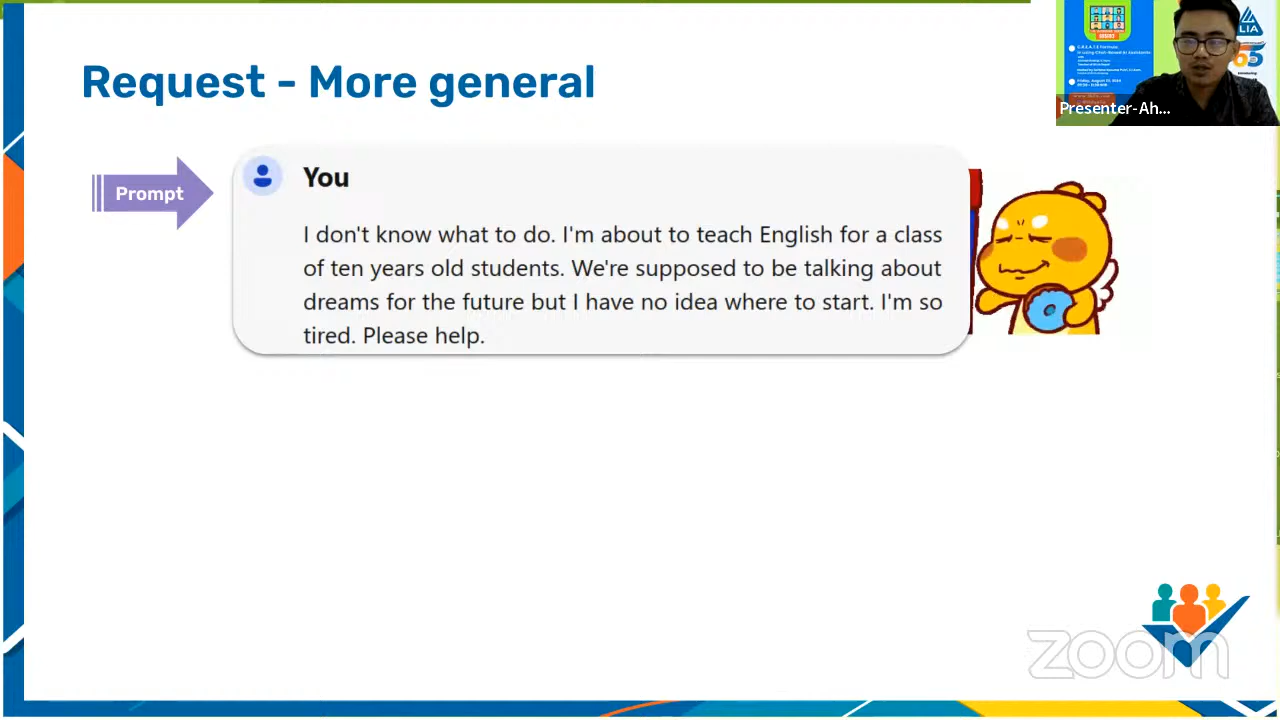 Request - More general
Prompt
You
I don't know what to do. I'm about to teach English for a class
of ten years old students. We're supposed to be talking about
dreams for the future but I have no idea where to start. I'm so
tired. Please help.
Presenter-Ah...
LIA
zoom